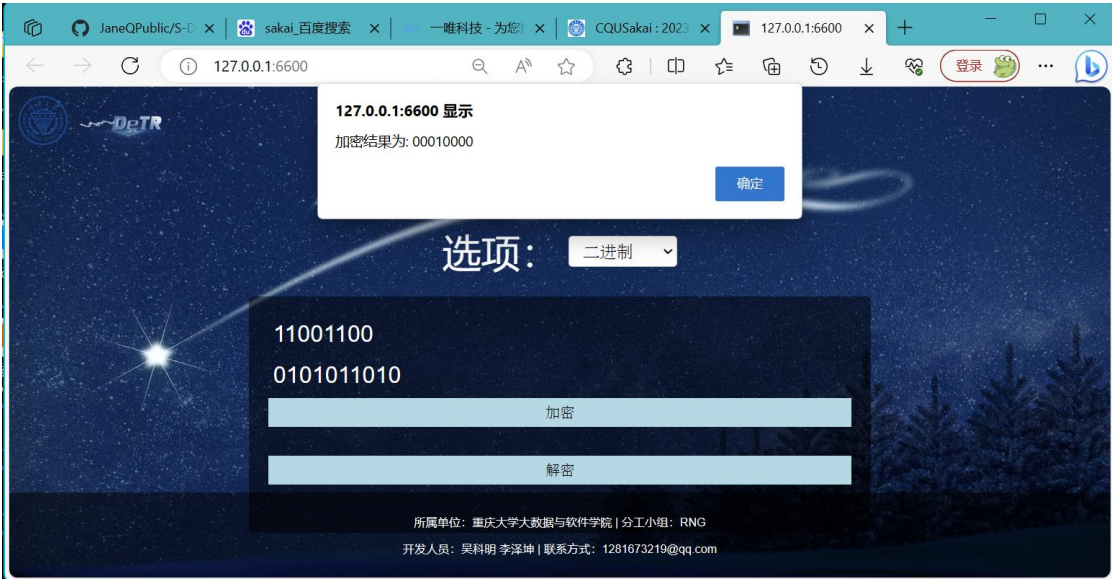 JaneQPublic/S-D
sakai_百度搜索
一唯科技 - 为您
CQUSakai : 2023
127.0.0.1:6600
127.0.0.1:6600
登录
127.0.0.1:6600 显示
加密结果为: 00010000
确定
DeTR
选项：
二进制
11001100
0101011010
加密
解密
所属单位：重庆大学大数据与软件学院 | 分工小组：RNG
开发人员：吴科明 李泽坤 | 联系方式：1281673219@qq.com